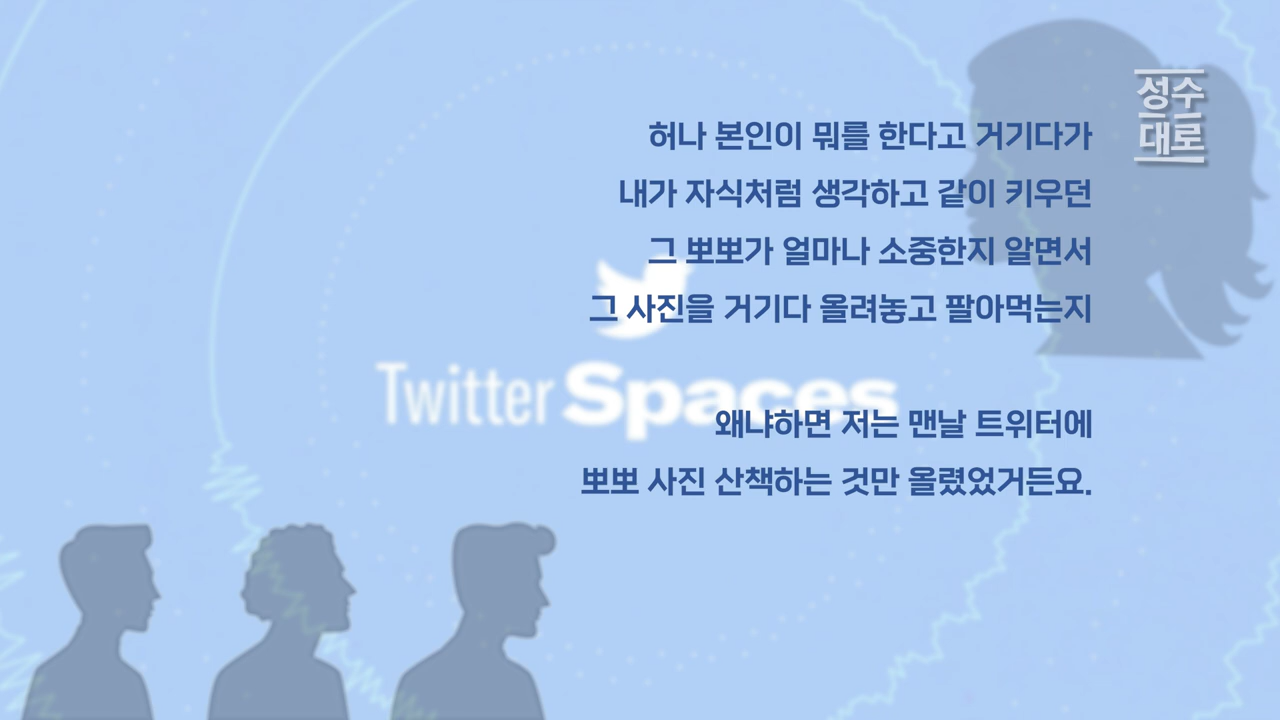 성수
대로
허나 본인이 뭐를 한다고 거기다가
내가 자식처럼 생각하고 같이 키우던
그 뽀뽀가 얼마나 소중한지 알면서
그 사진을 거기다 올려놓고 팔아먹는지
Twitter Spaces
왜냐하면 저는 맨날 트위터에
뽀뽀 사진 산책하는 것만 올렸었거든요.